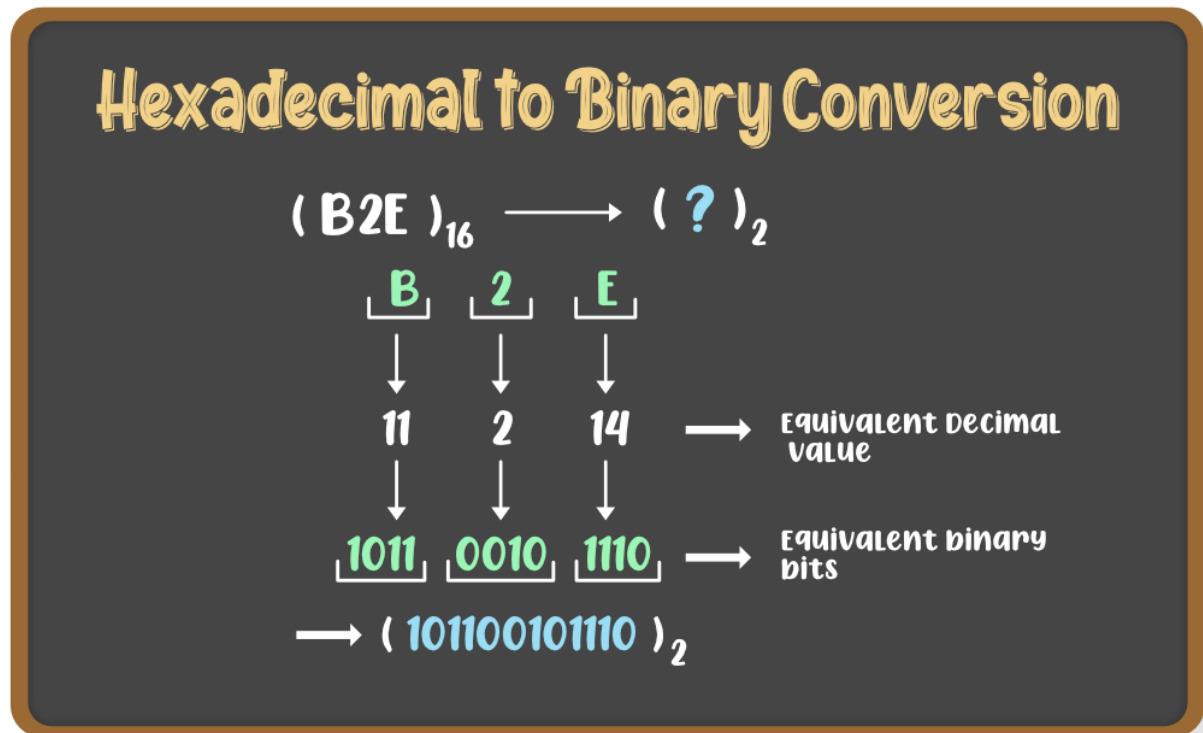 Hexadecimal to Binary Conversion
( B2E )16 ( ? )2
B 2 E
11 2 14 Equivalent Decimal
value
1011 0010 1110 Equivalent binary
bits
( 101100101110 )2